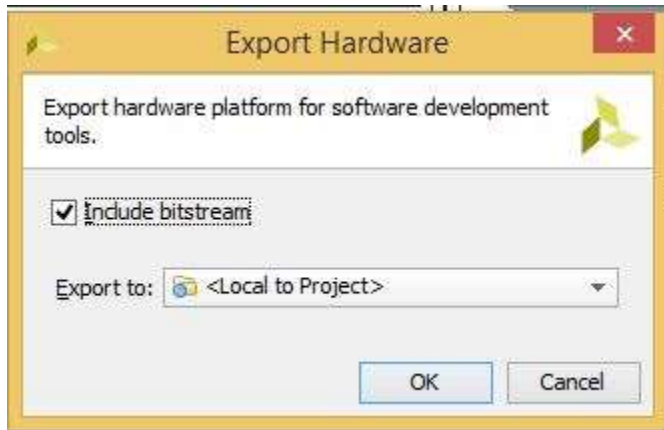 Export Hardware
Export hardware platform for software development
tools.
Include bitstream
Export to: <Local to Project>
OK Cancel